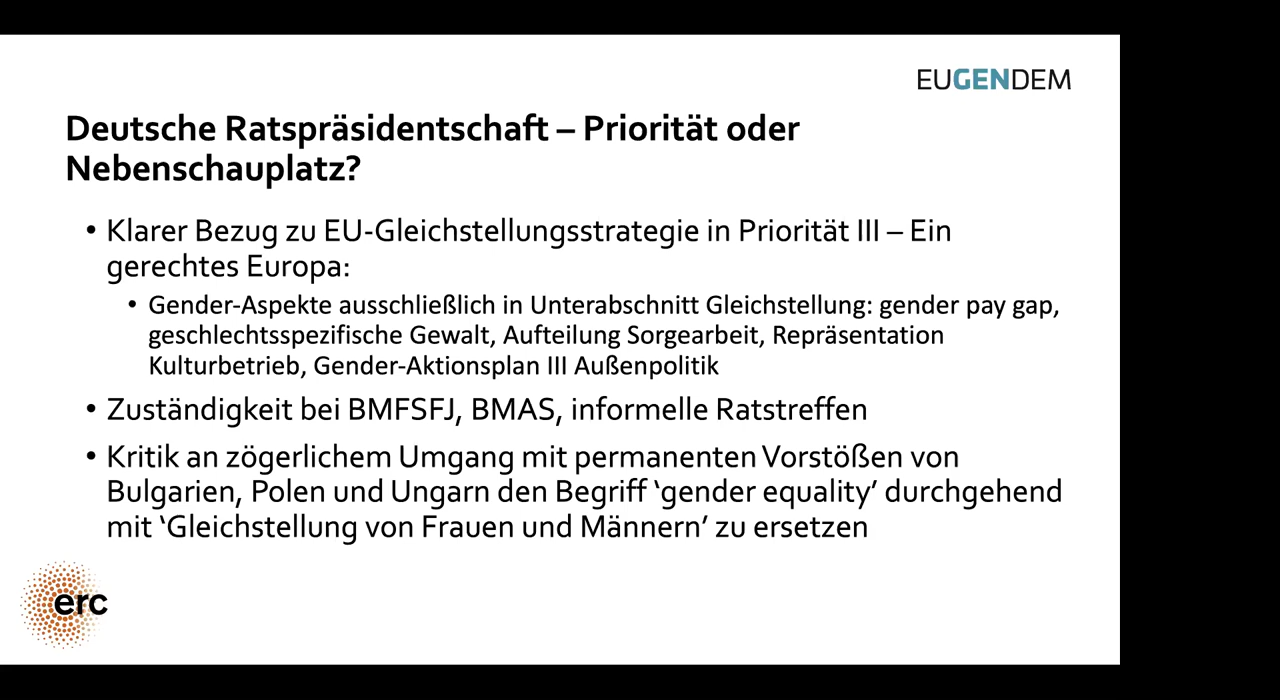 EUGENDEM
Deutsche Ratspräsidentschaft – Priorität oder
Nebenschauplatz?
• Klarer Bezug zu EU-Gleichstellungsstrategie in Priorität III – Ein
gerechtes Europa:
• Gender-Aspekte ausschließlich in Unterabschnitt Gleichstellung: gender pay gap,
geschlechtsspezifische Gewalt, Aufteilung Sorgearbeit, Repräsentation
Kulturbetrieb, Gender-Aktionsplan III Außenpolitik
• Zuständigkeit bei BMFSFJ, BMAS, informelle Ratstreffen
• Kritik an zögerlichem Umgang mit permanenten Vorstößen von
Bulgarien, Polen und Ungarn den Begriff ‘gender equality’ durchgehend
mit ‘Gleichstellung von Frauen und Männern’ zu ersetzen
erc